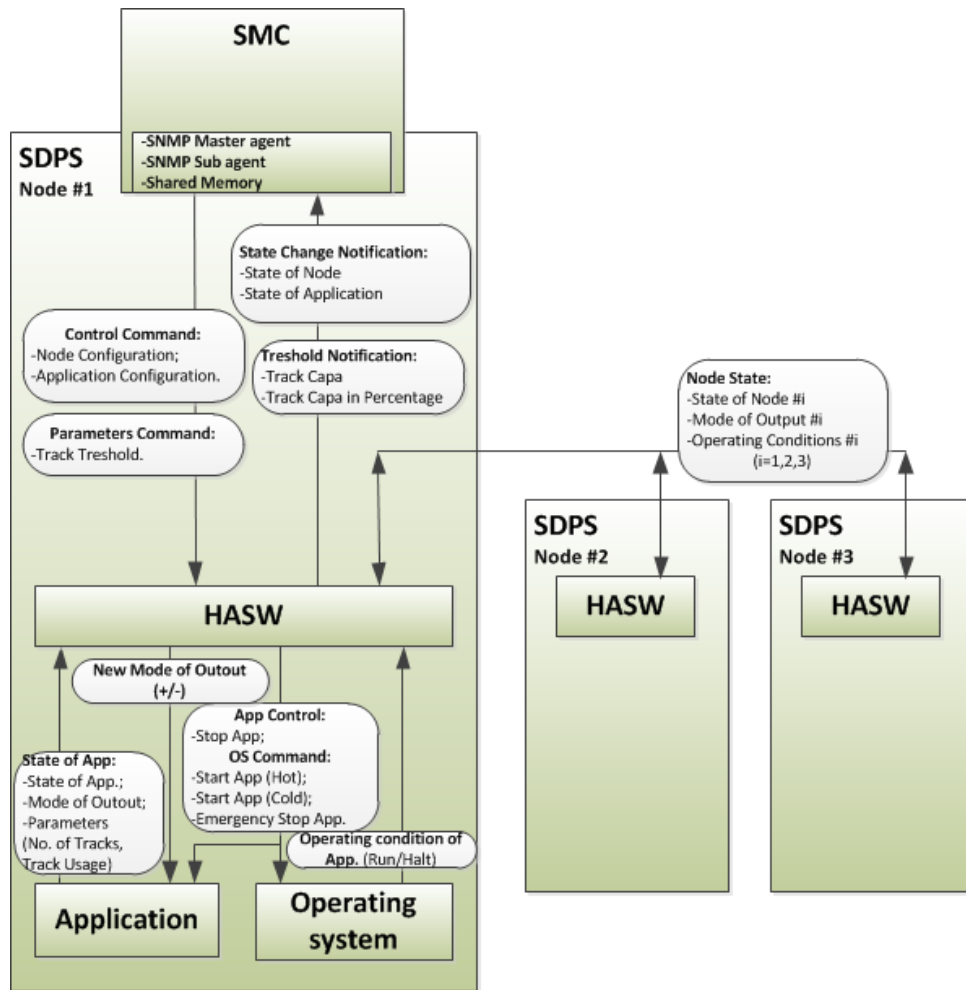 SMC
-SNMP Master agent
-SNMP Sub agent
-Shared Memory
SDPS
Node #1
State Change Notification:
-State of Node
-State of Application
Control Command:
-Node Configuration;
-Application Configuration.
Treshold Notification:
-Track Capa
-Track Capa in Percentage
Parameters Command:
-Track Treshold.
Node State:
-State of Node #i
-Mode of Output #i
-Operating Conditions #i
(i=1,2,3)
SDPS
Node #2
HASW
SDPS
Node #3
HASW
HASW
New Mode of Outout
(+/-)
App Control:
-Stop App;
OS Command:
-Start App (Hot);
-Start App (Cold);
-Emergency Stop App.
State of App:
-State of App.;
-Mode of Outout;
-Parameters
(No. of Tracks,
Track Usage)
Operating condition of
App. (Run/Halt)
Application
Operating
system